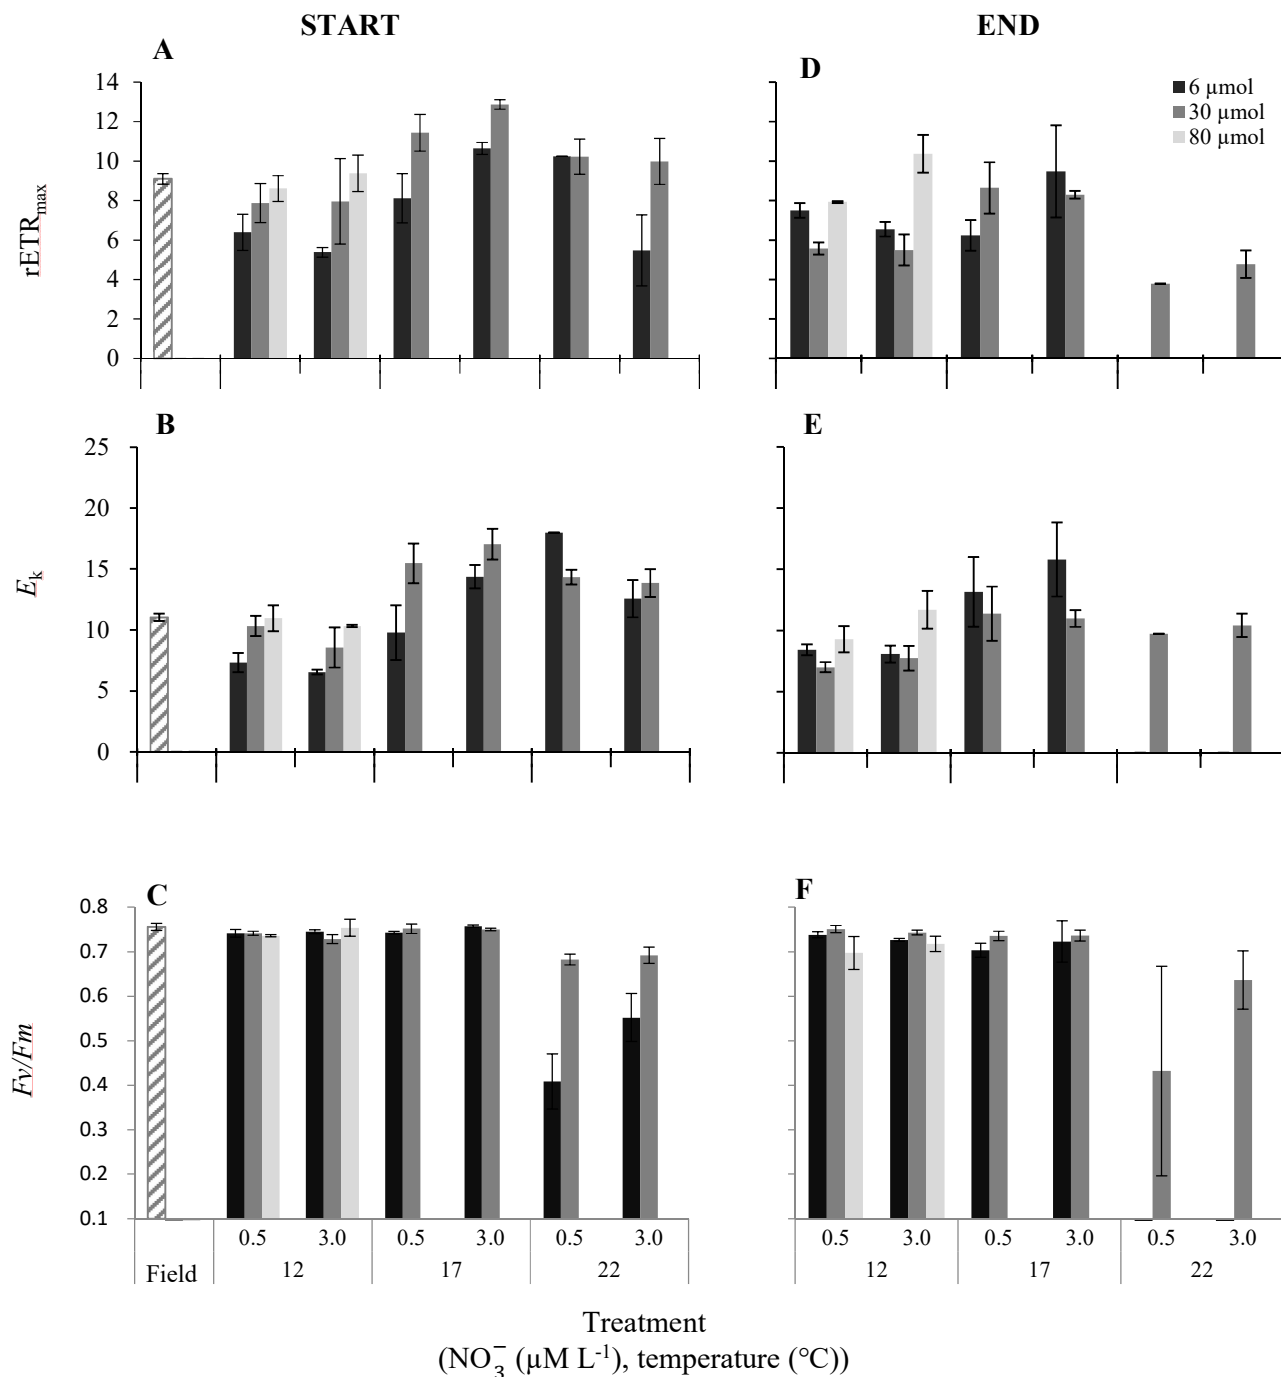 START
END
A
14
12
10
8
6
4
2
0
rETRmax
D
6 µmol
30 µmol
80 µmol
B
25
20
15
10
5
0
Ek
E
C
0.8
0.7
0.6
0.5
0.4
0.3
0.2
0.1
Fv/Fm
F
0.5 3.0 0.5 3.0 0.5 3.0
Field 12 17 22
0.5 3.0 0.5 3.0 0.5 3.0
12 17 22
Treatment
(NO3− (µM L-1), temperature (°C))